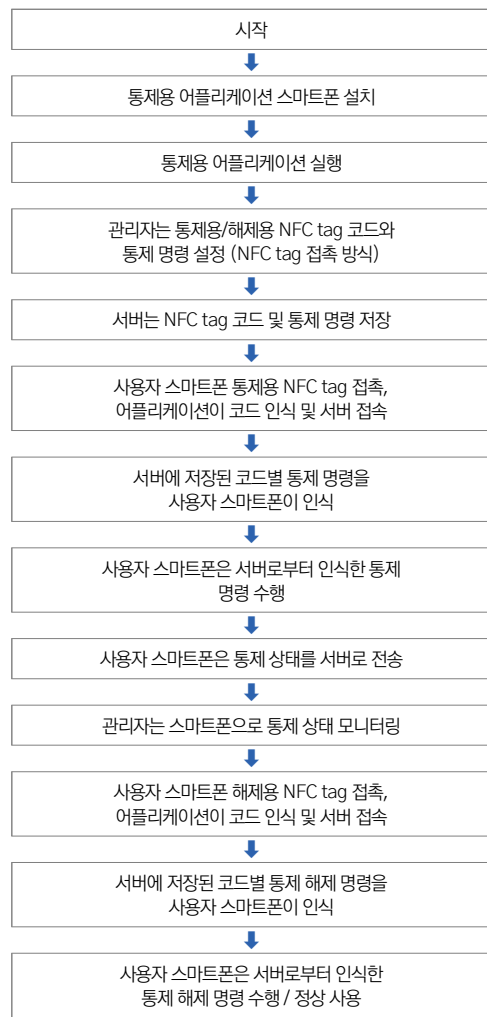 시작
통제용 어플리케이션 스마트폰 설치
통제용 어플리케이션 실행
관리자는 통제용/해제용 NFC tag 코드와
통제 명령 설정 (NFC tag 접촉 방식)
서버는 NFC tag 코드 및 통제 명령 저장
사용자 스마트폰 통제용 NFC tag 접촉,
어플리케이션이 코드 인식 및 서버 접속
서버에 저장된 코드별 통제 명령을
사용자 스마트폰이 인식
사용자 스마트폰은 서버로부터 인식한 통제
명령 수행
사용자 스마트폰은 통제 상태를 서버로 전송
관리자는 스마트폰으로 통제 상태 모니터링
사용자 스마트폰 해제용 NFC tag 접촉,
어플리케이션이 코드 인식 및 서버 접속
서버에 저장된 코드별 통제 해제 명령을
사용자 스마트폰이 인식
사용자 스마트폰은 서버로부터 인식한
통제 해제 명령 수행 / 정상 사용